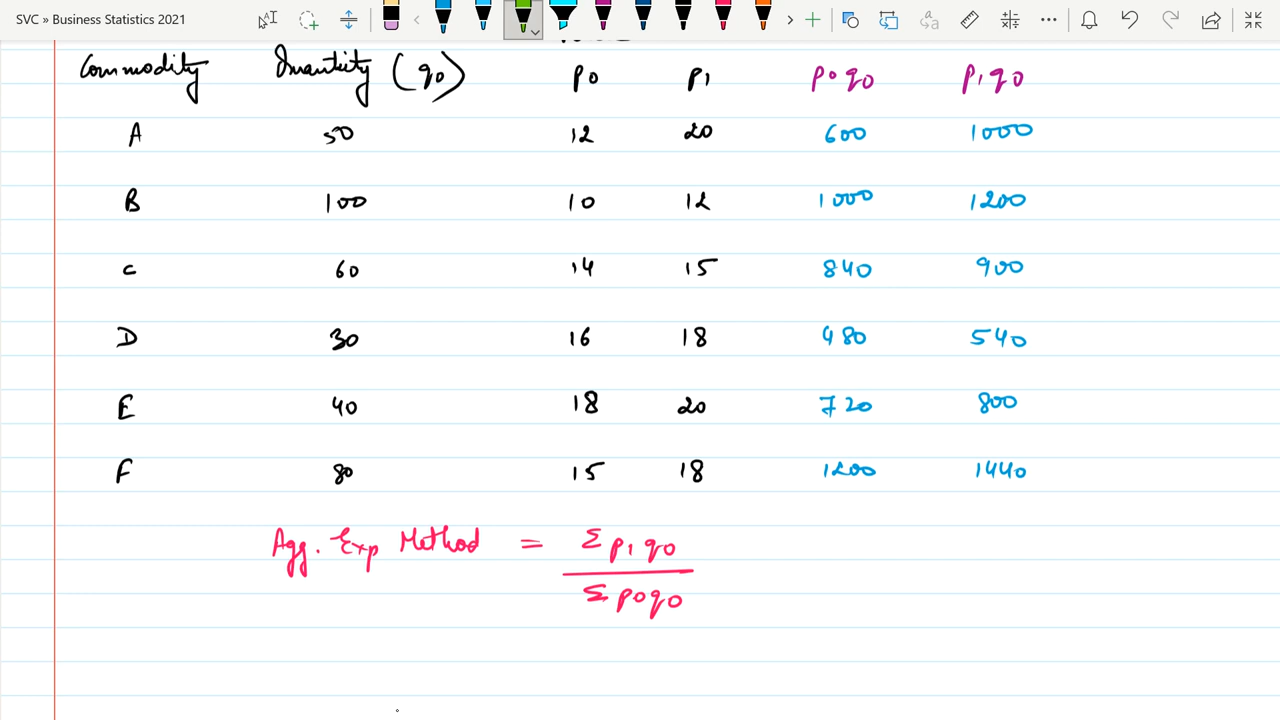 SVC » Business Statistics 2021
Commodity Quantity (q0) p0 p1 p0q0 p1q0
A 50 12 20 600 1000
B 100 10 12 1000 1200
C 60 14 15 840 900
D 30 16 18 480 540
E 40 18 20 720 800
F 80 15 18 1200 1440
Agg. Exp Method = Σp1q0
Σp0q0